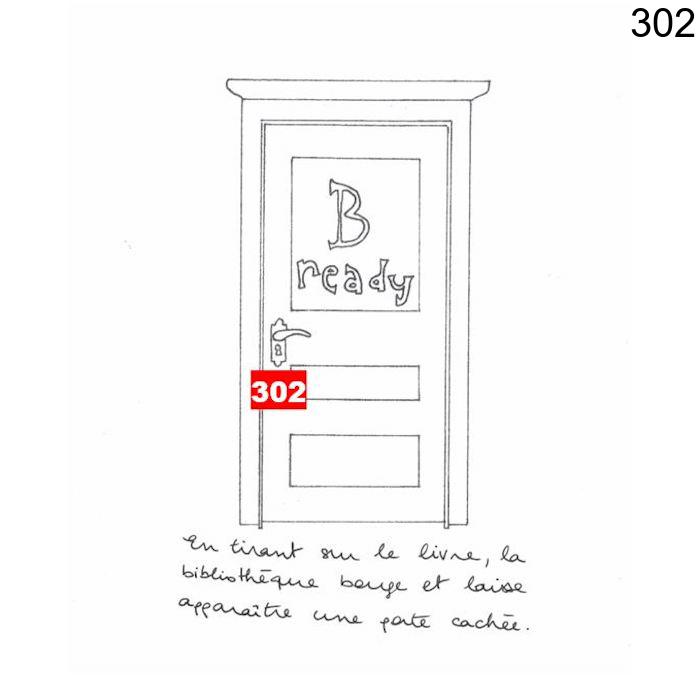 302
B
ready
302
En tirant sur le livre, la
bibliothèque bouge et laisse
apparaître une porte cachée.